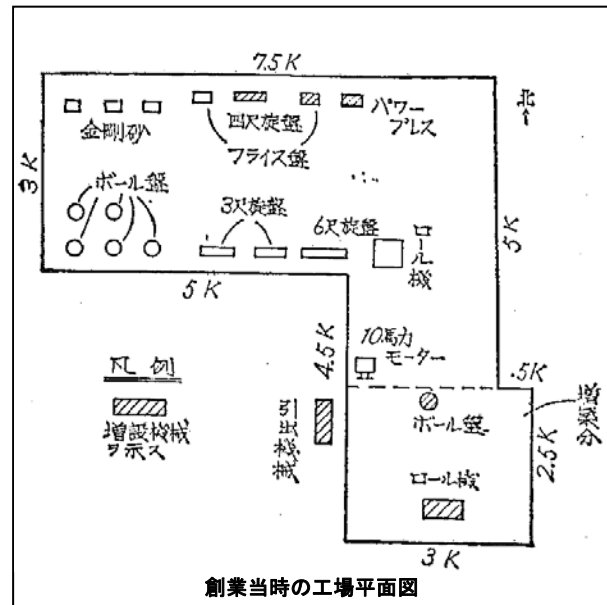 7.5K
北
金剛砂
四尺旋盤
フライス盤
パワー
プレス
3K
ボール盤
3尺旋盤
6尺旋盤
ロール機
5K
5K
10馬力
モーター
4.5K
.5K
凡例
増設機械
ヲ示ス
ボール盤
増築分
ロール機
2.5K
3K
創業当時の工場平面図